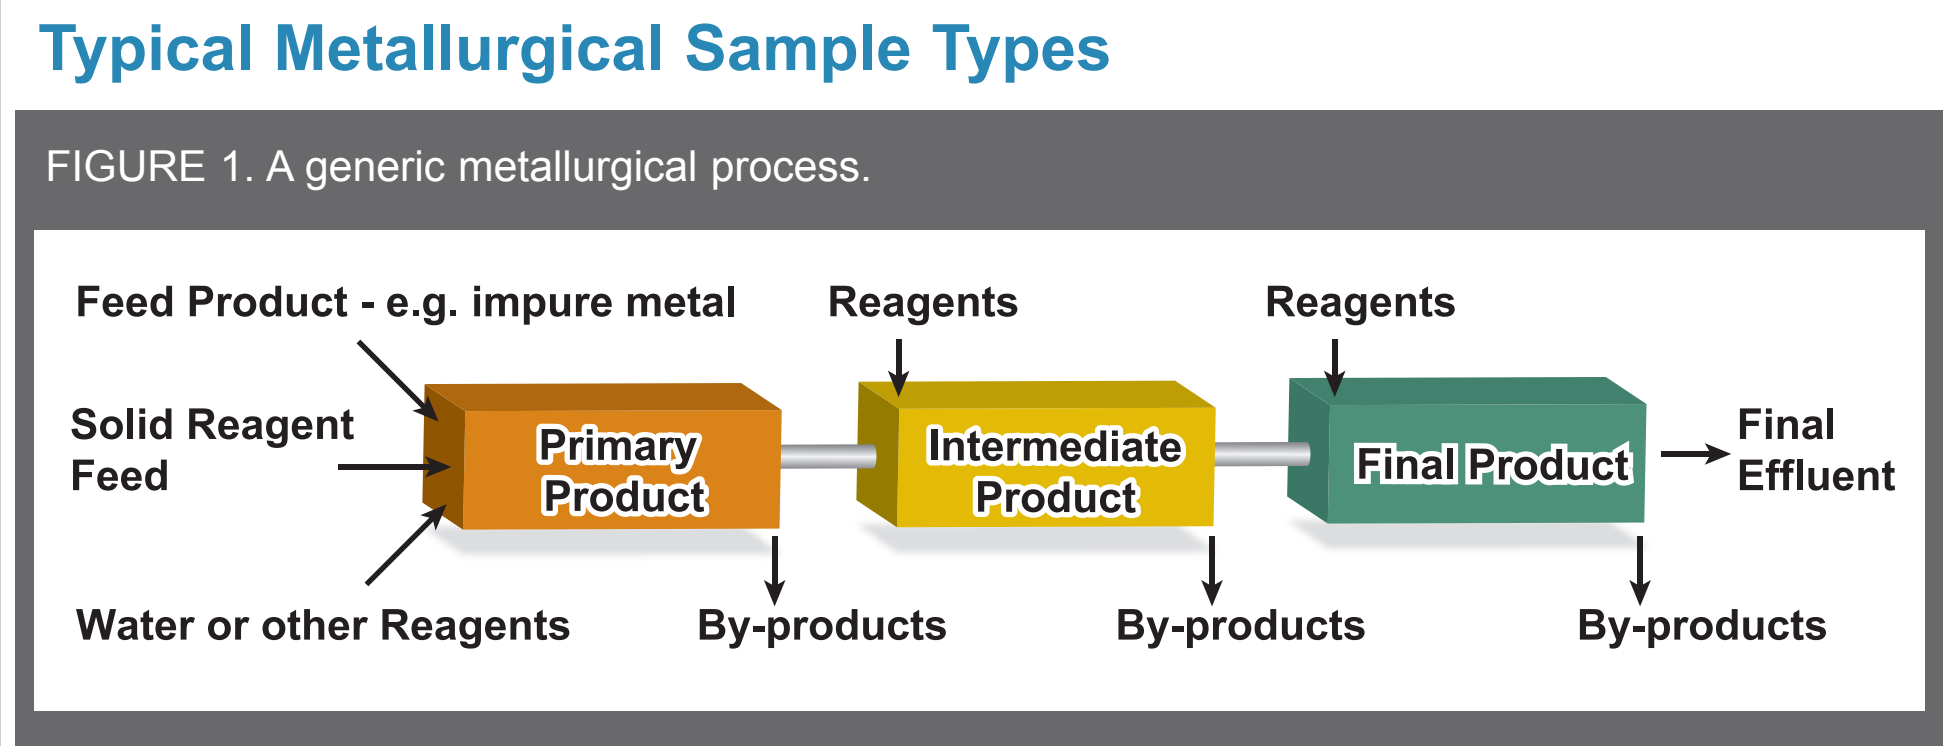 Typical Metallurgical Sample Types
FIGURE 1. A generic metallurgical process.
Feed Product - e.g. impure metal
Reagents
Reagents
Solid Reagent
Feed
Primary
Product
Intermediate
Product
Final Product
Final
Effluent
Water or other Reagents
By-products
By-products
By-products